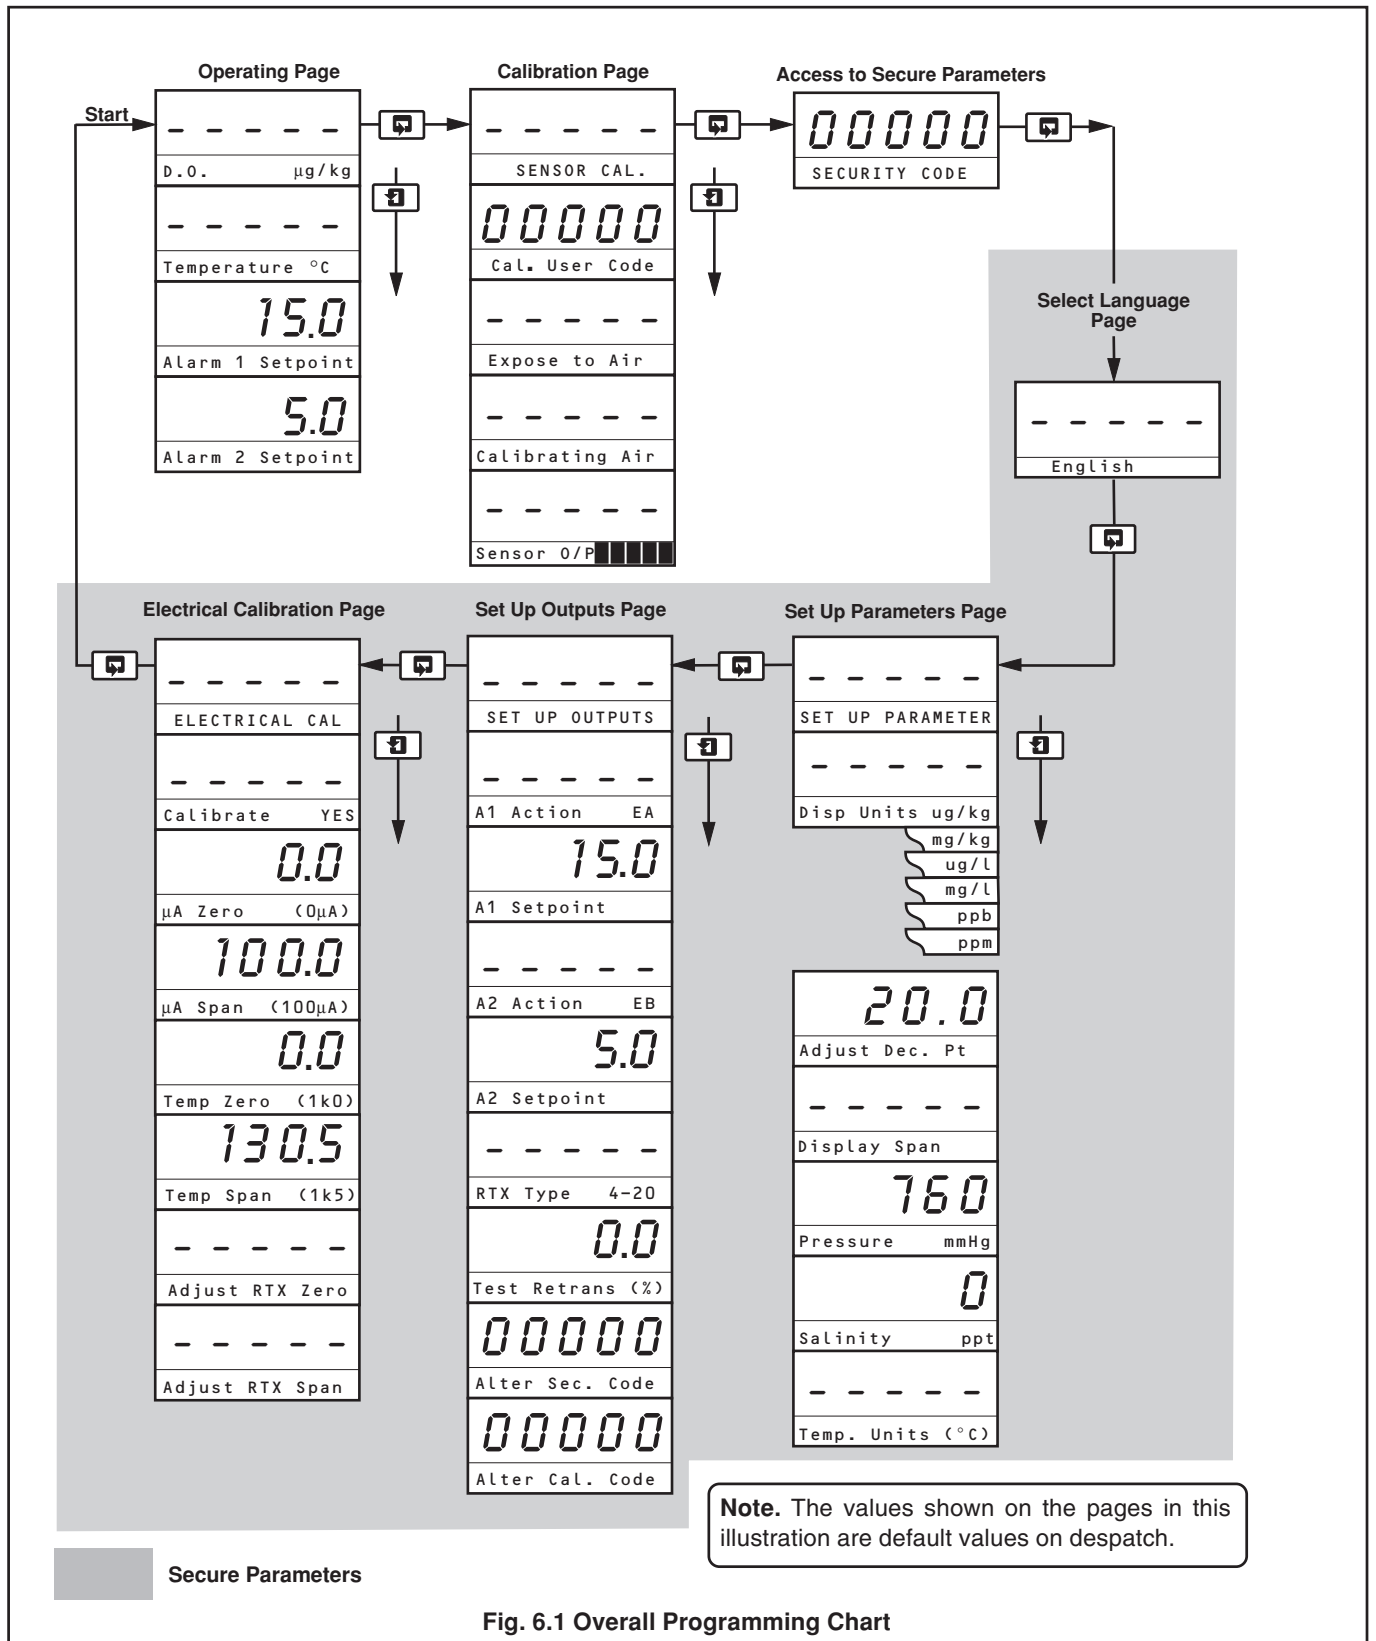 Operating Page
Calibration Page
Access to Secure Parameters
Start
- - - - -
D.O. µg/kg
- - - - -
Temperature °C
15.0
Alarm 1 Setpoint
5.0
Alarm 2 Setpoint
- - - - -
SENSOR CAL.
00000
Cal. User Code
- - - - -
Expose to Air
- - - - -
Calibrating Air
- - - - -
Sensor O/P
00000
SECURITY CODE
Select Language
Page
- - - - -
English
Electrical Calibration Page
Set Up Outputs Page
Set Up Parameters Page
- - - - -
ELECTRICAL CAL
- - - - -
Calibrate YES
0.0
µA Zero (0µA)
100.0
µA Span (100µA)
0.0
Temp Zero (1k0)
130.5
Temp Span (1k5)
- - - - -
Adjust RTX Zero
- - - - -
Adjust RTX Span
- - - - -
SET UP OUTPUTS
- - - - -
A1 Action EA
15.0
A1 Setpoint
- - - - -
A2 Action EB
5.0
A2 Setpoint
- - - - -
RTX Type 4-20
0.0
Test Retrans (%)
00000
Alter Sec. Code
00000
Alter Cal. Code
- - - - -
SET UP PARAMETER
- - - - -
Disp Units ug/kg
mg/kg
ug/l
mg/l
ppb
ppm
20.0
Adjust Dec. Pt
- - - - -
Display Span
760
Pressure mmHg
0
Salinity ppt
- - - - -
Temp. Units (°C)
Note. The values shown on the pages in this
illustration are default values on despatch.
Secure Parameters
Fig. 6.1 Overall Programming Chart